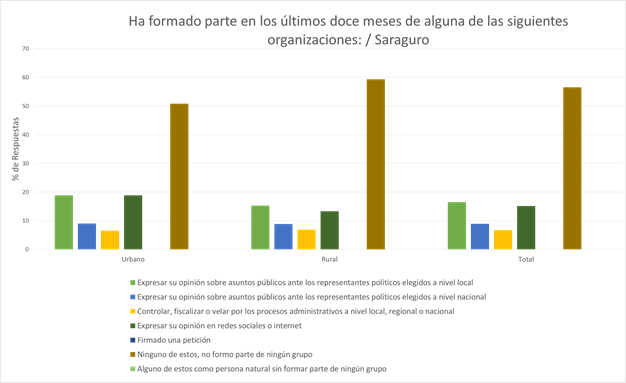 Ha formado parte en los últimos doce meses de alguna de las siguientes
organizaciones: / Saraguro
70
60
50
40
30
20
10
0
% de Respuestas
Urbano
Rural
Total
Expresar su opinión sobre asuntos públicos ante los representantes políticos elegidos a nivel local
Expresar su opinión sobre asuntos públicos ante los representantes políticos elegidos a nivel nacional
Controlar, fiscalizar o velar por los procesos administrativos a nivel local, regional o nacional
Expresar su opinión en redes sociales o internet
Firmado una petición
Ninguno de estos, no formo parte de ningún grupo
Alguno de estos como persona natural sin formar parte de ningún grupo